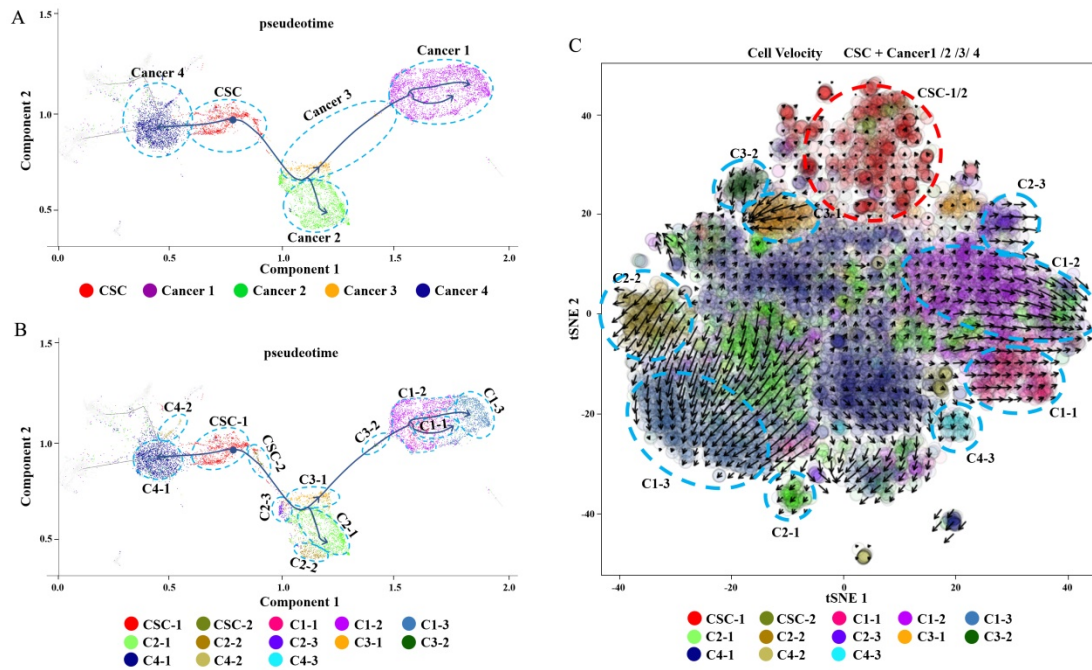 A
pseudeotime
1.5
1.0
0.5
Component 2
Cancer 4
CSC
Cancer 3
Cancer 1
Cancer 2
0.0
0.5
1.0
1.5
2.0
Component 1
CSC Cancer 1 Cancer 2 Cancer 3 Cancer 4
B
pseudeotime
1.5
1.0
0.5
Component 2
C4-2
CSC-1
C4-1
CSC-2
C2-3
C3-1
C3-2
C2-1
C2-2
C1-2
C1-3
C1-1
0.0
0.5
1.0
1.5
2.0
Component 1
CSC-1 CSC-2 C1-1 C1-2 C1-3
C2-1 C2-2 C2-3 C3-1 C3-2
C4-1 C4-2 C4-3
C
Cell Velocity CSC + Cancer1 /2 /3/ 4
40
20
0
-20
-40
tSNE 2
CSC-1/2
C3-2
C3-1
C2-3
C1-2
C2-2
C1-1
C4-3
C1-3
C2-1
-40
-20
0
20
40
tSNE 1
CSC-1 CSC-2 C1-1 C1-2 C1-3
C2-1 C2-2 C2-3 C3-1 C3-2
C4-1 C4-2 C4-3